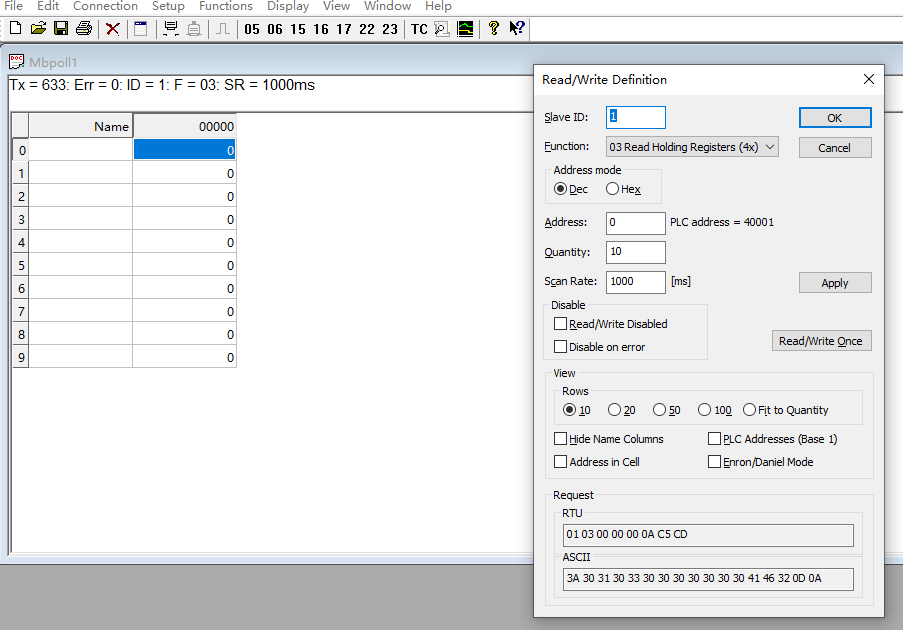 File Edit Connection Setup Functions Display View Window Help
05 06 15 16 17 22 23 TC
Mbpoll1
Tx = 633: Err = 0: ID = 1: F = 03: SR = 1000ms
Name 00000
0 0
1 0
2 0
3 0
4 0
5 0
6 0
7 0
8 0
9 0
Read/Write Definition
Slave ID: 1 OK
Function: 03 Read Holding Registers (4x) Cancel
Address mode
Dec Hex
Address: 0 PLC address = 40001
Quantity: 10
Scan Rate: 1000 [ms] Apply
Disable
Read/Write Disabled
Disable on error Read/Write Once
View
Rows
10 20 50 100 Fit to Quantity
Hide Name Columns PLC Addresses (Base 1)
Address in Cell Enron/Daniel Mode
Request
RTU
01 03 00 00 00 0A C5 CD
ASCII
3A 30 31 30 33 30 30 30 30 30 30 30 41 46 32 0D 0A